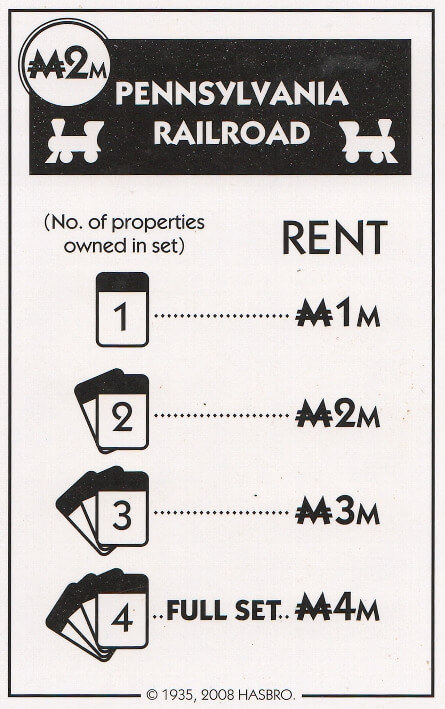 ₩2M
PENNSYLVANIA
RAILROAD
(No. of properties
owned in set)
RENT
1 ................................ ₩1M
2 ................................ ₩2M
3 ................................ ₩3M
4 ..FULL SET.. ₩4M
© 1935, 2008 HASBRO.